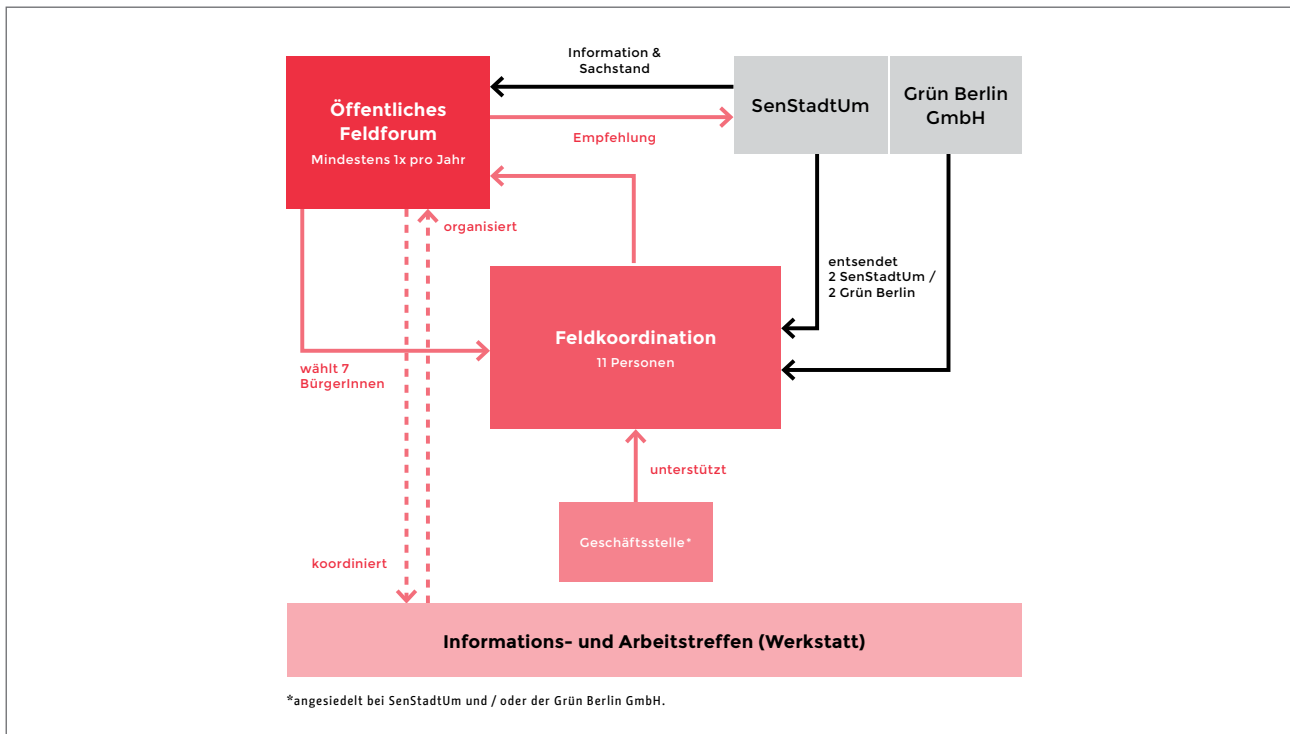 Information &
Sachstand
Öffentliches
Feldforum
Mindestens 1x pro Jahr
SenStadtUm
Grün Berlin
GmbH
Empfehlung
organisiert
entsendet
2 SenStadtUm /
2 Grün Berlin
Feldkoordination
11 Personen
wählt 7
BürgerInnen
unterstützt
Geschäftsstelle*
koordiniert
Informations- und Arbeitstreffen (Werkstatt)
*angesiedelt bei SenStadtUm und / oder der Grün Berlin GmbH.